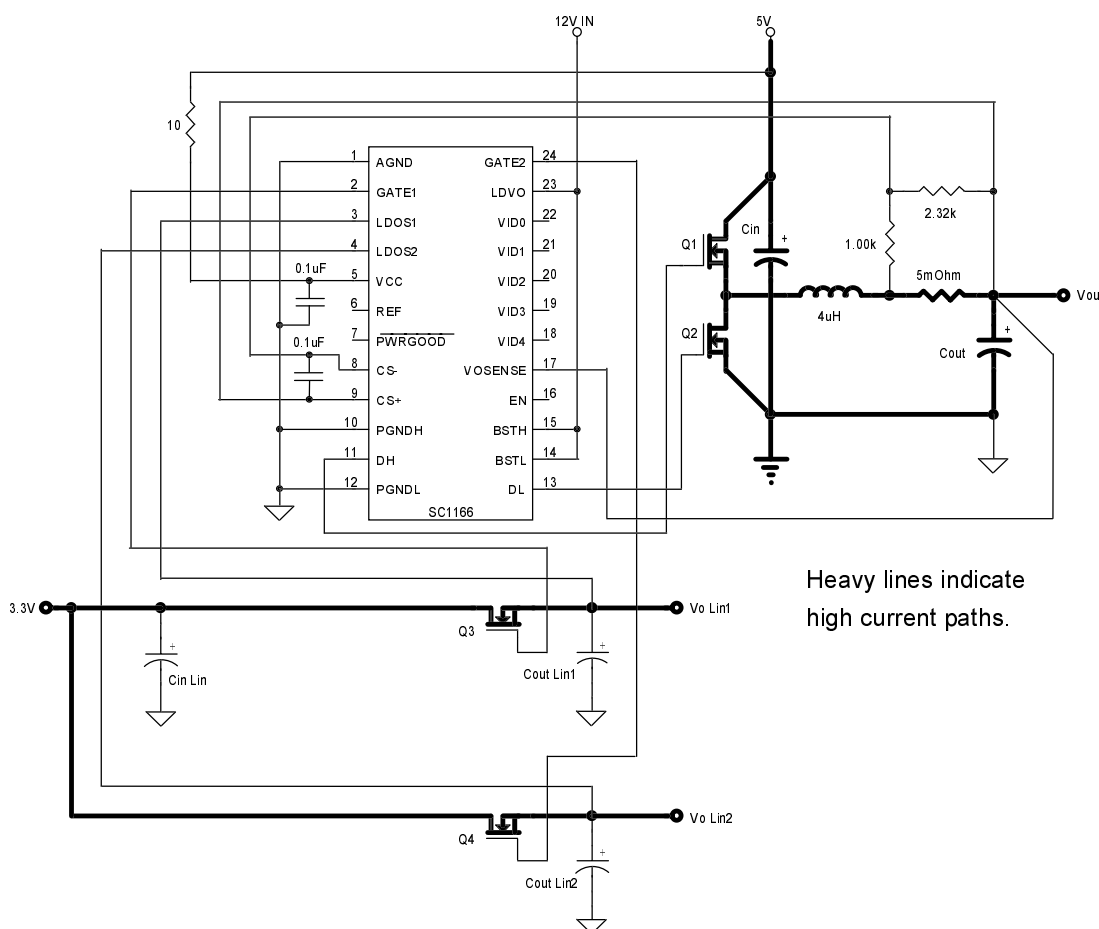 12V IN
5V
10
1 AGND
2 GATE1
3 LDOS1
4 LDOS2
5 VCC
6 REF
7 PWRGOOD
8 CS-
9 CS+
10 PGNDH
11 DH
12 PGNDL
GATE2 24
LDVO 23
VID0 22
VID1 21
VID2 20
VID3 19
VID4 18
VOSENSE 17
EN 16
BSTH 15
BSTL 14
DL 13
SC1166
0.1uF
0.1uF
Q1
Cin
+
2.32k
1.00k
5mOhm
4uH
Vou
Q2
+
Cout
Heavy lines indicate
high current paths.
3.3V
Q3
Vo Lin1
+
Cin Lin
+
Cout Lin1
Q4
Vo Lin2
+
Cout Lin2